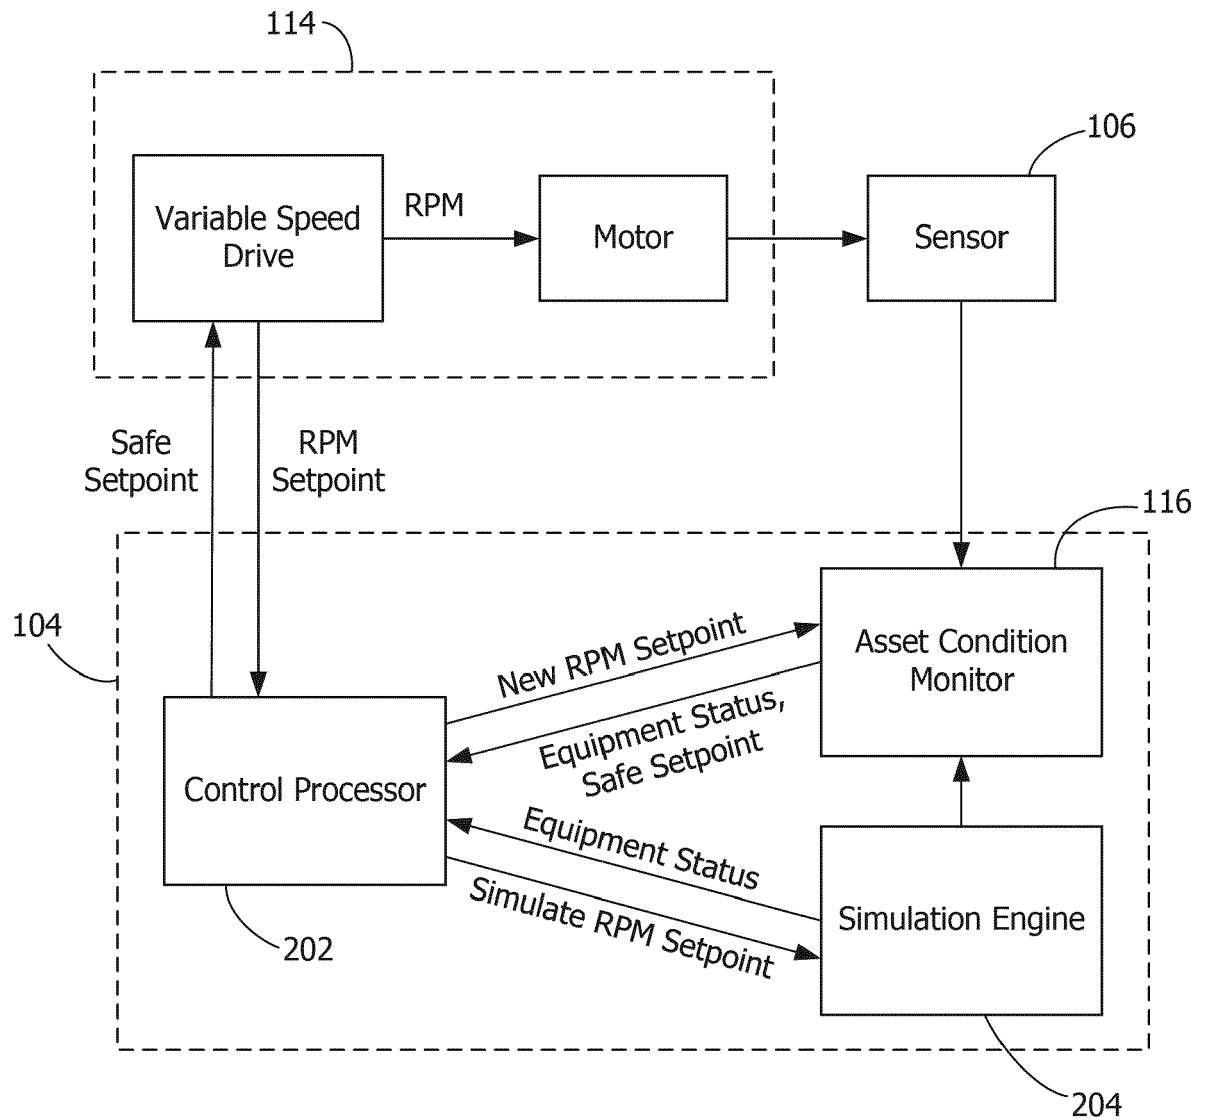 114
106
Variable Speed
Drive
RPM
Motor
Sensor
Safe
Setpoint
RPM
Setpoint
116
104
New RPM Setpoint
Asset Condition
Monitor
Equipment Status,
Safe Setpoint
Control Processor
Equipment Status
Simulate RPM Setpoint
Simulation Engine
202
204